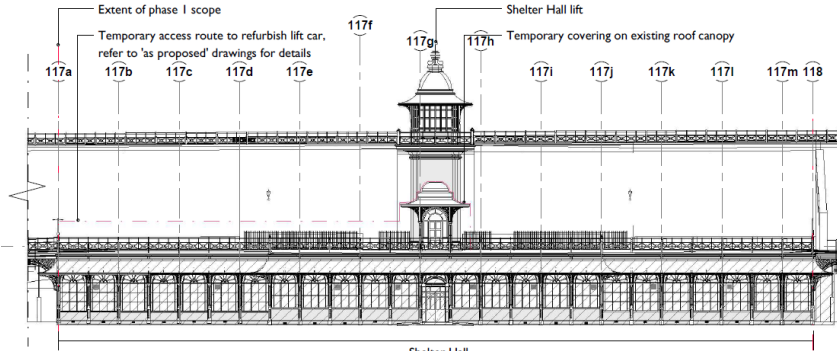 Extent of phase 1 scope
Shelter Hall lift
Temporary access route to refurbish lift car,
refer to 'as proposed' drawings for details
Temporary covering on existing roof canopy
117a
117b
117c
117d
117e
117f
117g
117h
117i
117j
117k
117l
117m
118
Shelter Hall